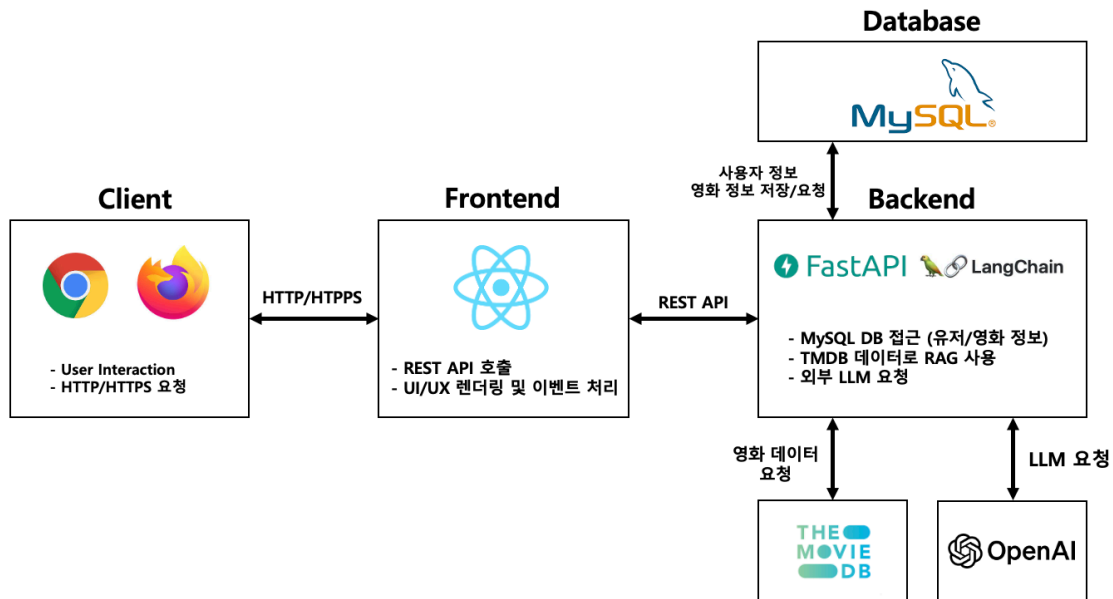 Database
MySQL®
사용자 정보
영화 정보 저장/요청
Client
Frontend
Backend
FastAPI
LangChain
HTTP/HTPPS
REST API
- User Interaction
- HTTP/HTTPS 요청
- REST API 호출
- UI/UX 렌더링 및 이벤트 처리
- MySQL DB 접근 (유저/영화 정보)
- TMDB 데이터로 RAG 사용
- 외부 LLM 요청
영화 데이터
요청
LLM 요청
THE
MOVIE
DB
OpenAI